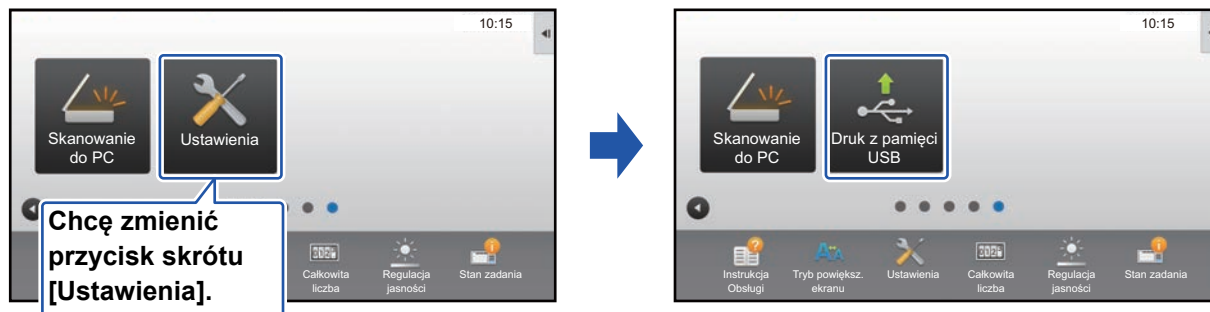 10:15
Skanowanie
do PC
Ustawienia
Chcę zmienić
przycisk skrótu
[Ustawienia].
Całkowita
liczba
Regulacja
jasności
Stan zadania
10:15
Skanowanie
do PC
Druk z pamięci
USB
Instrukcja
Obsługi
Tryb powiększ.
ekranu
Ustawienia
Całkowita
liczba
Regulacja
jasności
Stan zadania